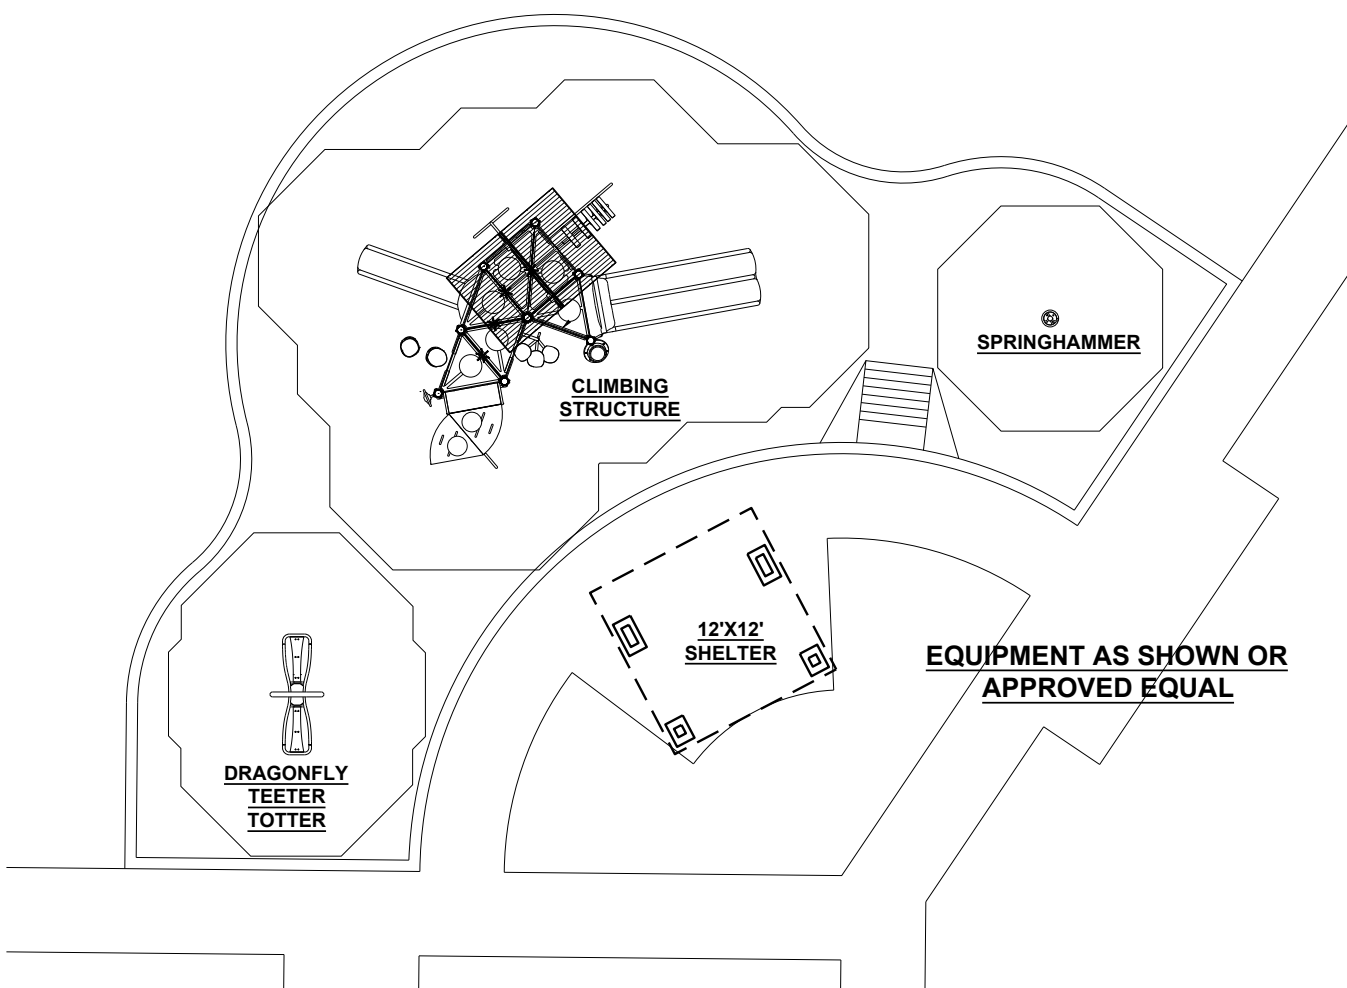 SPRINGHAMMER
CLIMBING
STRUCTURE
12'X12'
SHELTER
EQUIPMENT AS SHOWN OR
APPROVED EQUAL
DRAGONFLY
TEETER
TOTTER